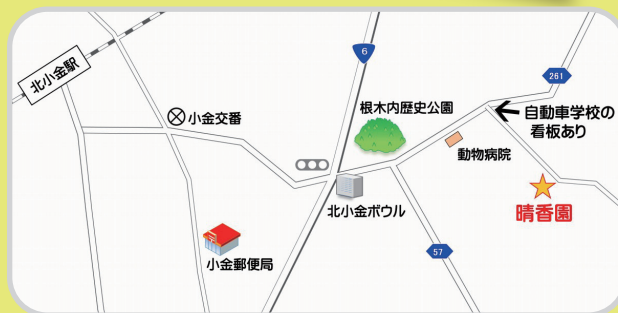 北小金駅
小金交番
6
261
根木内歴史公園
自動車学校の
看板あり
動物病院
北小金ボウル
晴香園
57
小金郵便局